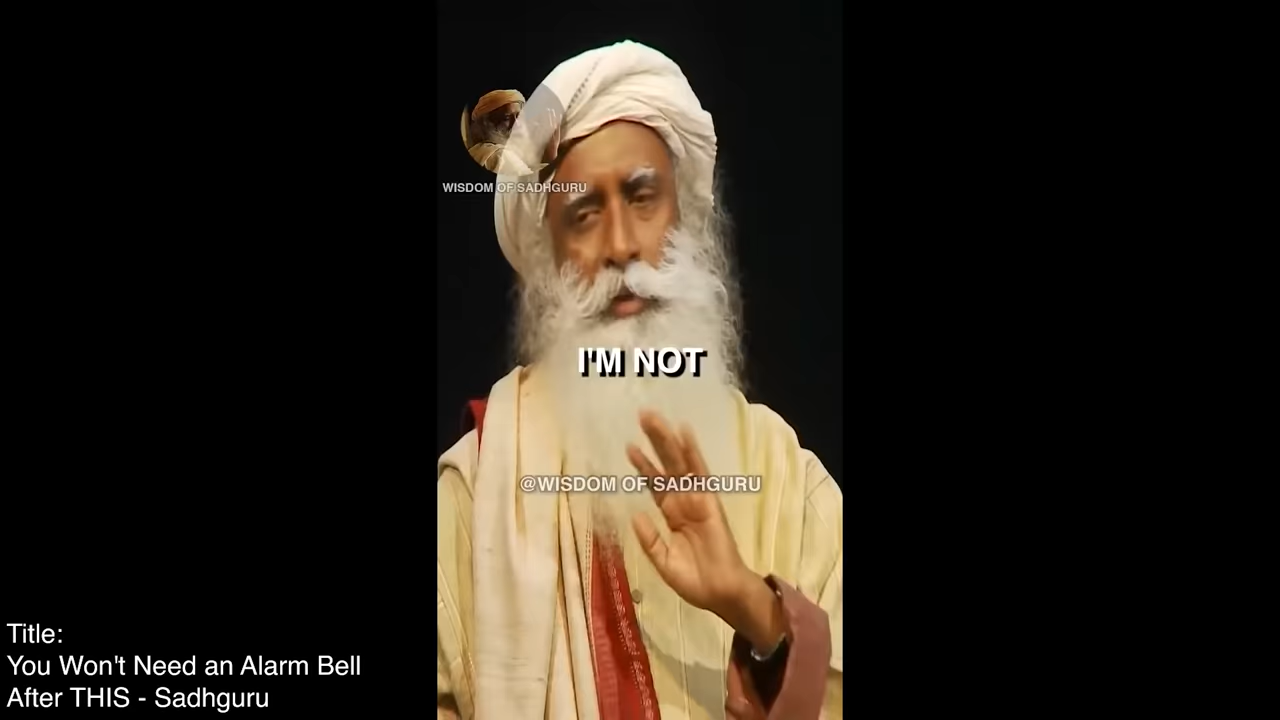 WISDOM OF SADHGURU
I'M NOT
@WISDOM OF SADHGURU
Title:
You Won't Need an Alarm Bell
After THIS - Sadhguru